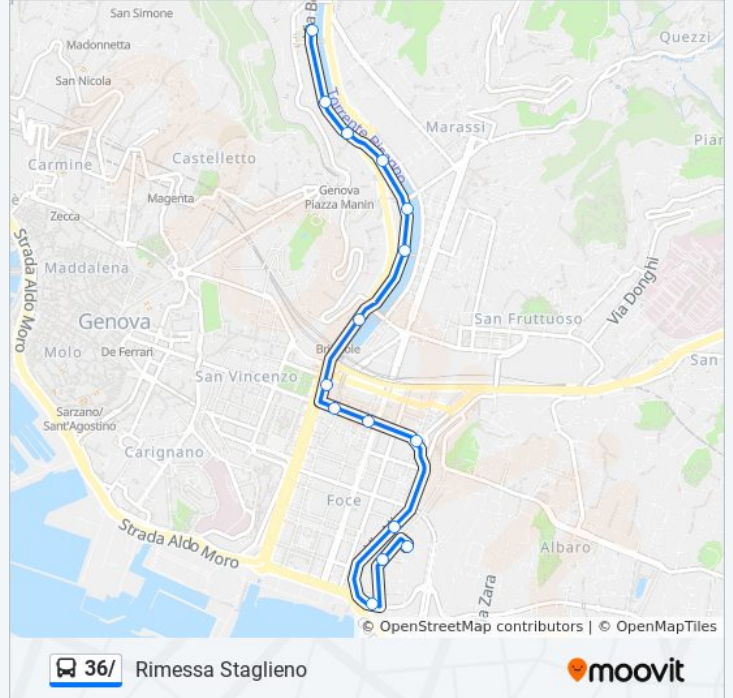 San Simone
Quezzi
Madonnetta
San Nicola
Torrente Bisagno
Marassi
Castelletto
Carmine
Genova
Piazza Manin
Magenta
Zecca
Strada Aldo Moro
Maddalena
Via Donghi
Genova
San Fruttuoso
Molo
De Ferrari
San
San Vincenzo
Sarzano/
Sant'Agostino
Carignano
Foce
Strada Aldo Moro
Albaro
a Zara
© OpenStreetMap contributors | © OpenMapTiles
36/
Rimessa Staglieno
moovit